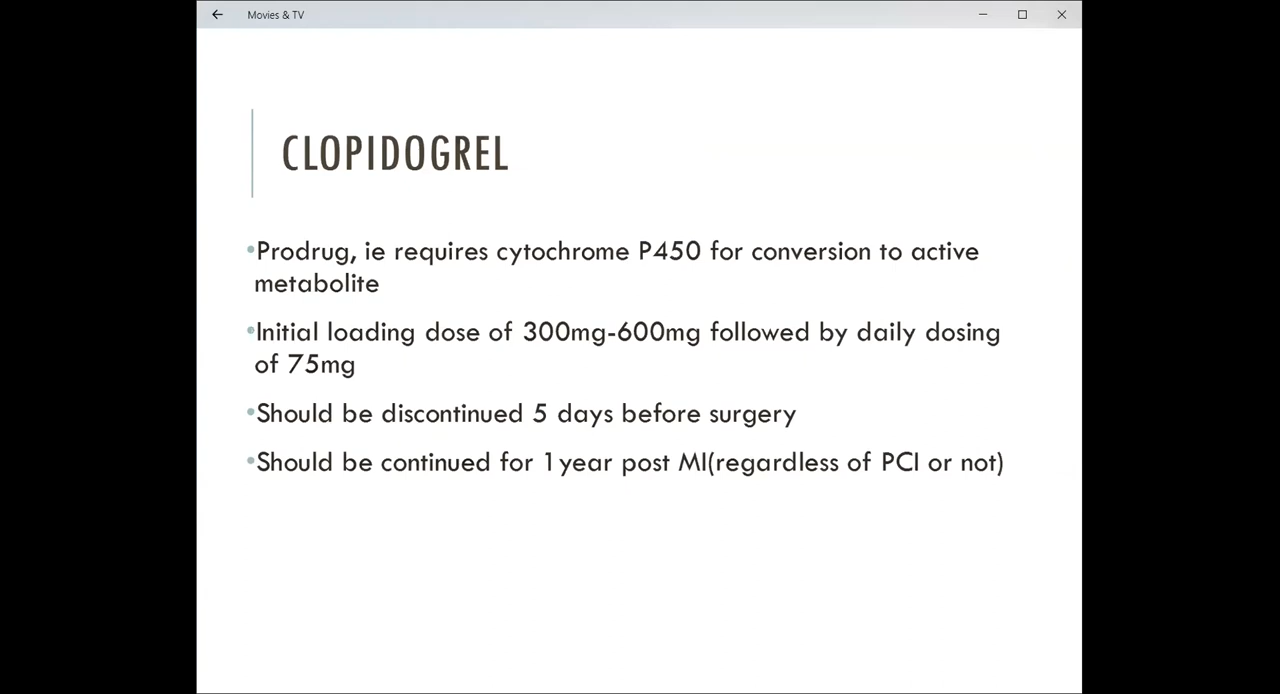 Movies & TV
CLOPIDOGREL
•Prodrug, ie requires cytochrome P450 for conversion to active
metabolite
•Initial loading dose of 300mg-600mg followed by daily dosing
of 75mg
•Should be discontinued 5 days before surgery
•Should be continued for 1year post MI(regardless of PCI or not)